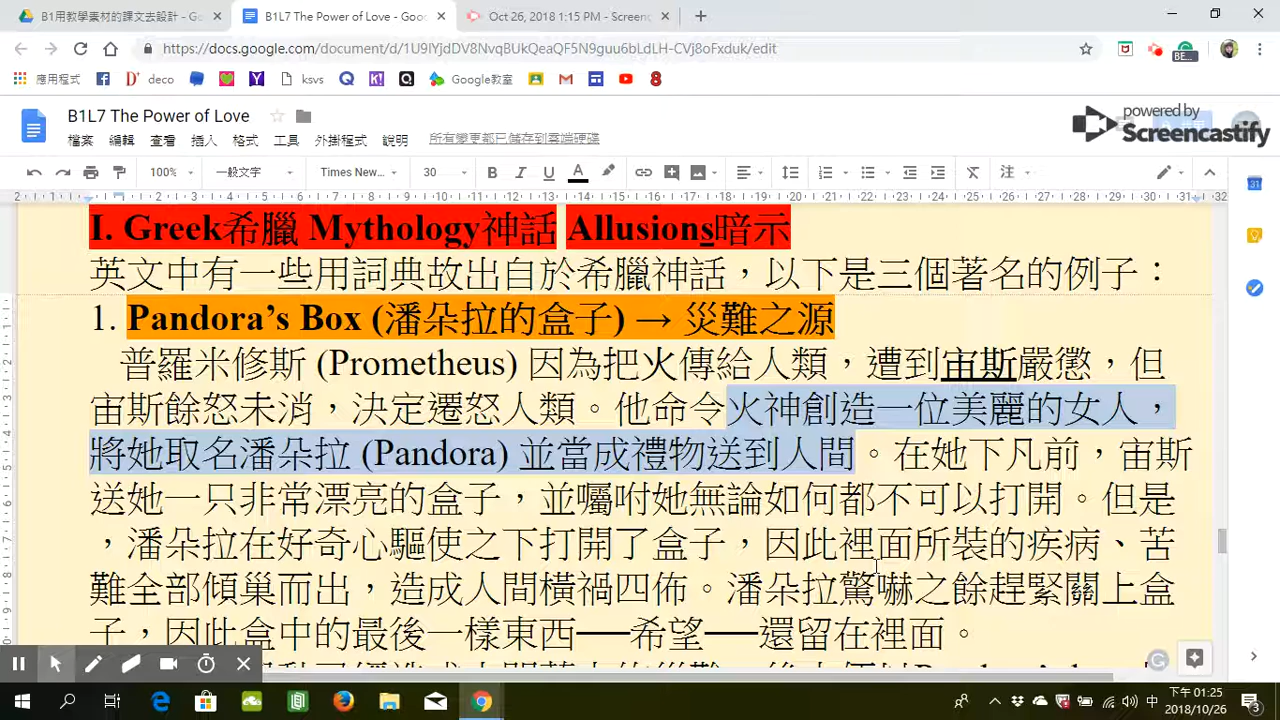 B1用教學素材的課文去設計 - G
B1L7 The Power of Love - Goo
Oct 26, 2018 1:15 PM - Screenc
https://docs.google.com/document/d/1U9lYjdDV8NvqBUkQeaQF5N9guu6bLdLH-CVj8oFxduk/edit
應用程式 deco ksvs Google教室
B1L7 The Power of Love
powered by
Screencastify
檔案 編輯 查看 插入 格式 工具 外掛程式 說明 所有變更都已儲存到雲端硬碟
100% 一般文字 Times New... 30 B I U A 注
I. Greek希臘 Mythology神話 Allusions暗示
英文中有一些用詞典故出自於希臘神話，以下是三個著名的例子：
1. Pandora’s Box (潘朵拉的盒子) → 災難之源
普羅米修斯 (Prometheus) 因為把火傳給人類，遭到宙斯嚴懲，但
宙斯餘怒未消，決定遷怒人類。他命令火神創造一位美麗的女人，
將她取名潘朵拉 (Pandora) 並當成禮物送到人間。在她下凡前，宙斯
送她一只非常漂亮的盒子，並囑咐她無論如何都不可以打開。但是
，潘朵拉在好奇心驅使之下打開了盒子，因此裡面所裝的疾病、苦
難全部傾巢而出，造成人間橫禍四佈。潘朵拉驚嚇之餘趕緊關上盒
子，因此盒中的最後一樣東西──希望──還留在裡面。
中 下午 01:25
2018/10/26